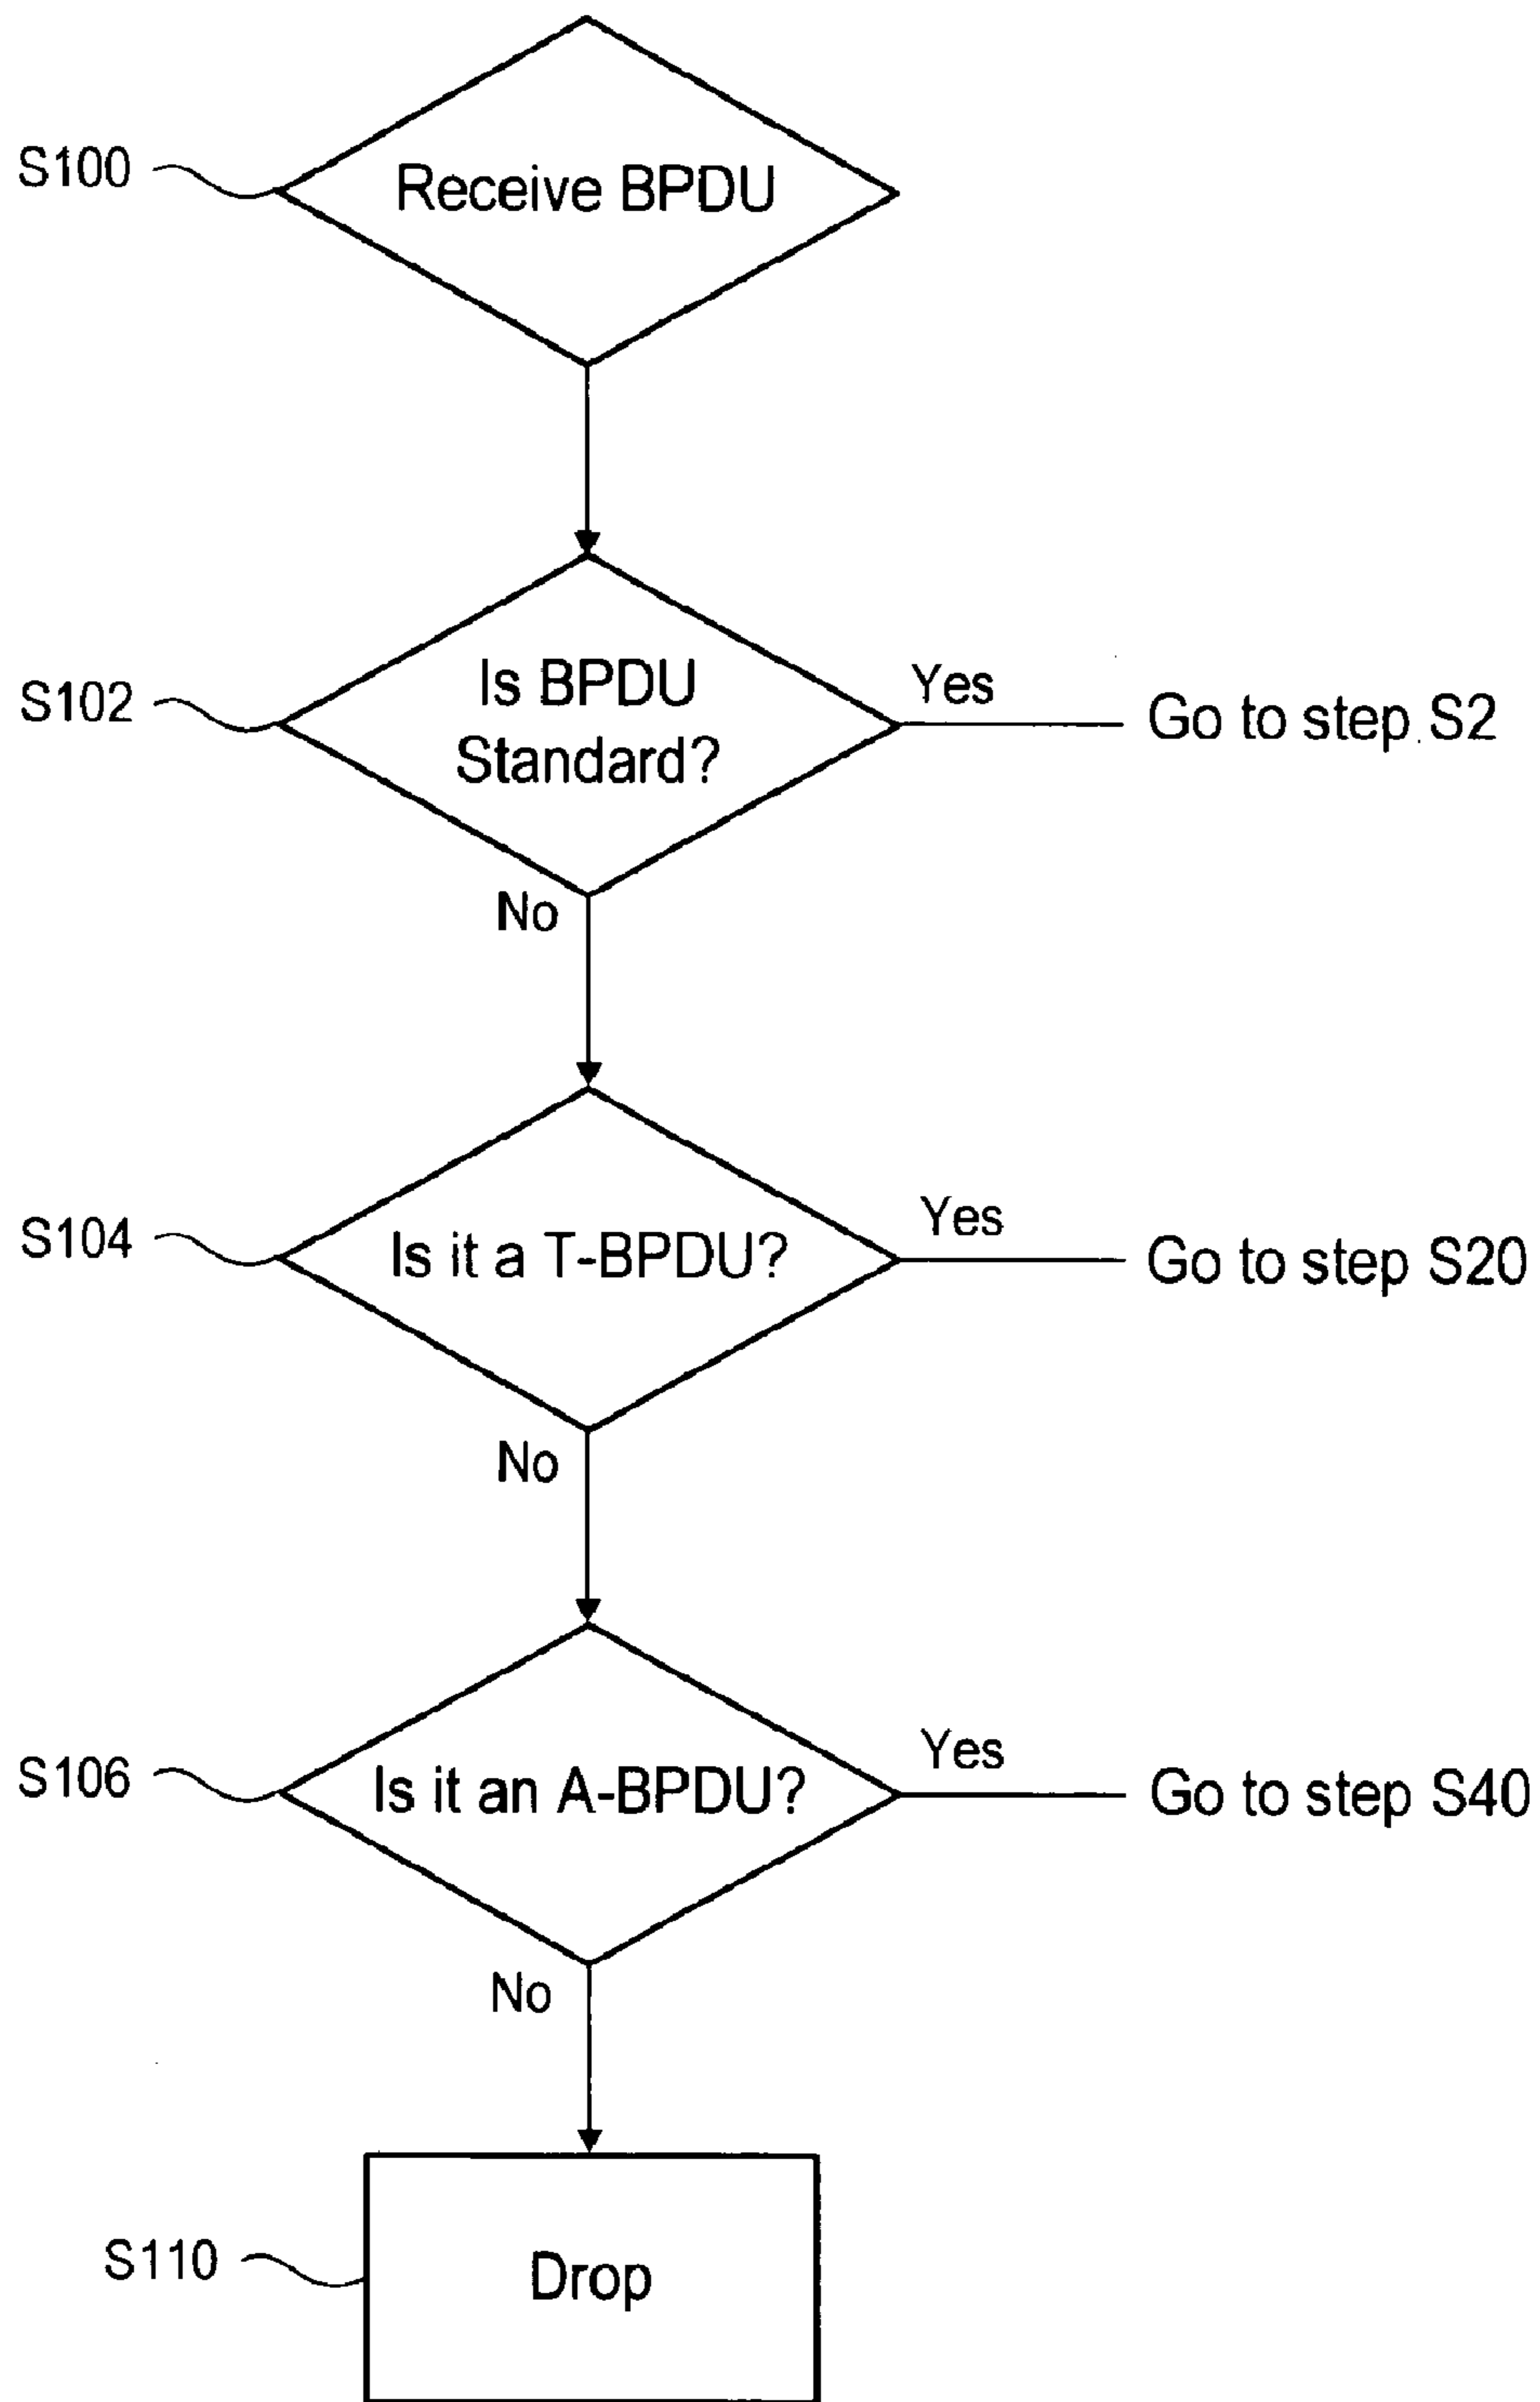 S100
Receive BPDU
S102
Is BPDU
Standard?
Yes
Go to step S2
No
S104
Is it a T-BPDU?
Yes
Go to step S20
No
S106
Is it an A-BPDU?
Yes
Go to step S40
No
S110
Drop